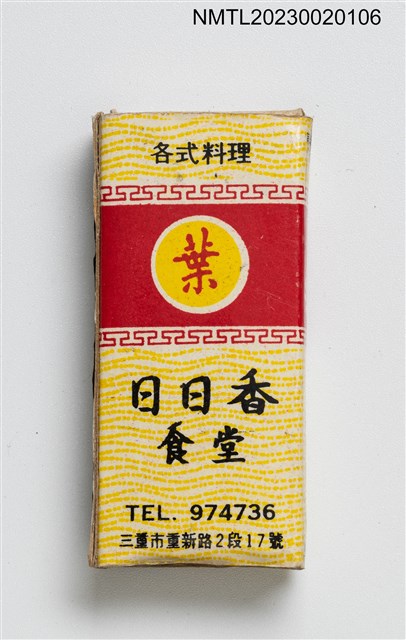 NMTL20230020106
各式料理
葉
日日香
食堂
TEL. 974736
三重市重新路2段17號